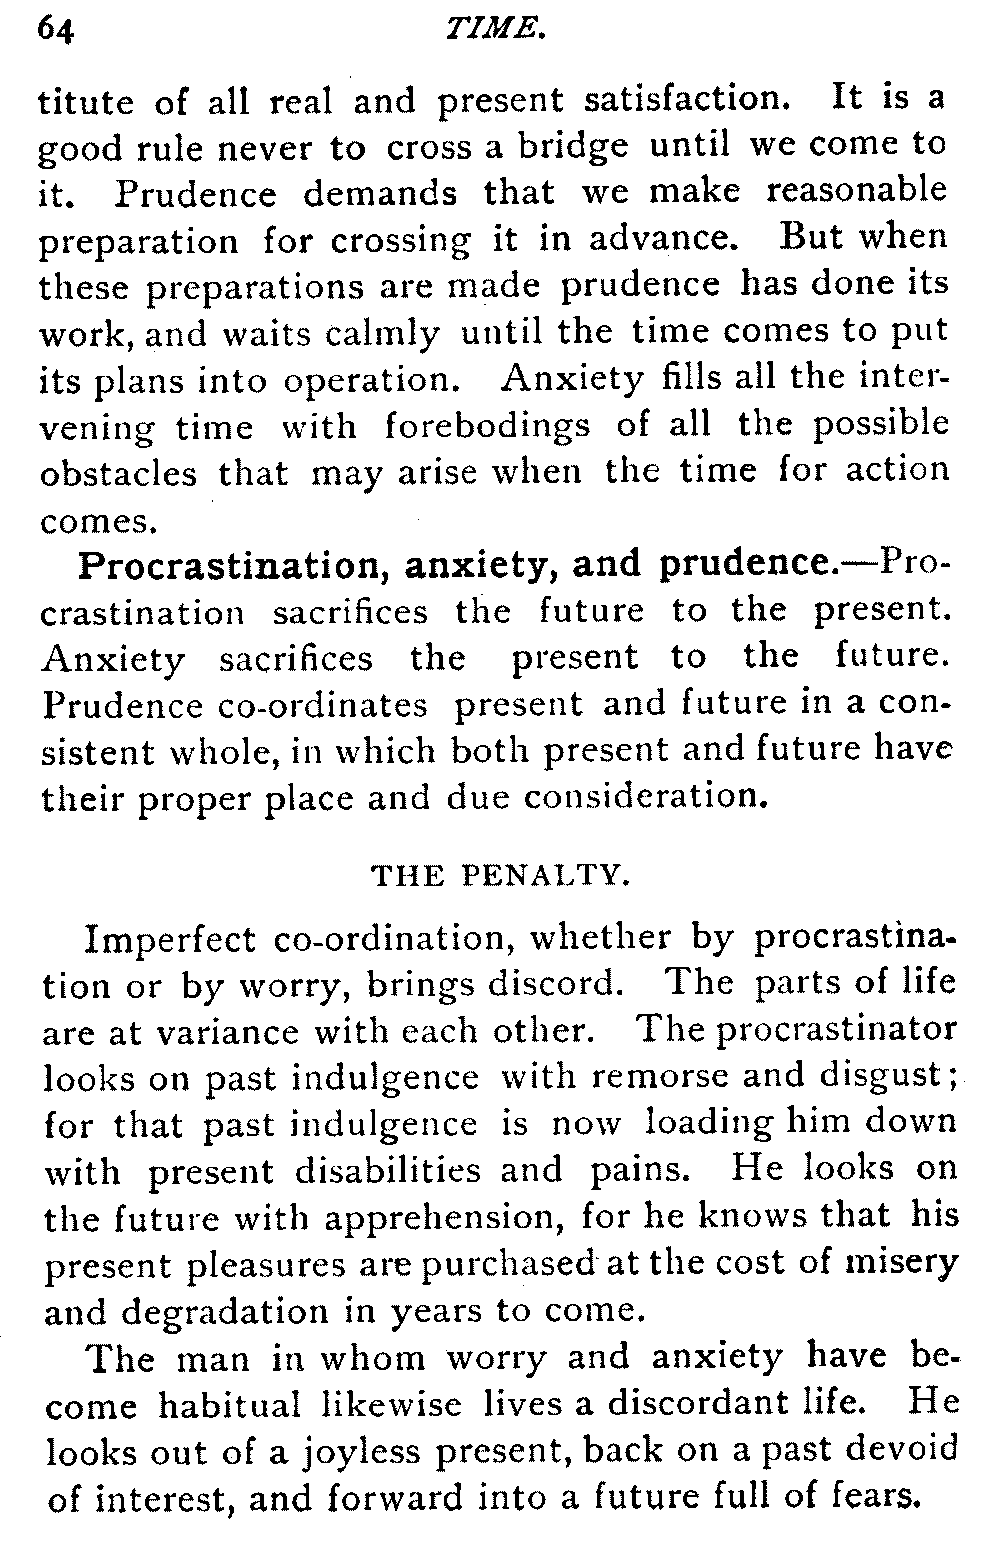 64 TIME.
titute of all real and present satisfaction. It is a
good rule never to cross a bridge until we come to
it. Prudence demands that we make reasonable
preparation for crossing it in advance. But when
these preparations are made prudence has done its
work, and waits calmly until the time comes to put
its plans into operation. Anxiety fills all the inter-
vening time with forebodings of all the possible
obstacles that may arise when the time for action
comes.
Procrastination, anxiety, and prudence.—Pro-
crastination sacrifices the future to the present.
Anxiety sacrifices the present to the future.
Prudence co-ordinates present and future in a con-
sistent whole, in which both present and future have
their proper place and due consideration.
THE PENALTY.
Imperfect co-ordination, whether by procrastina-
tion or by worry, brings discord. The parts of life
are at variance with each other. The procrastinator
looks on past indulgence with remorse and disgust;
for that past indulgence is now loading him down
with present disabilities and pains. He looks on
the future with apprehension, for he knows that his
present pleasures are purchased at the cost of misery
and degradation in years to come.
The man in whom worry and anxiety have be-
come habitual likewise lives a discordant life. He
looks out of a joyless present, back on a past devoid
of interest, and forward into a future full of fears.